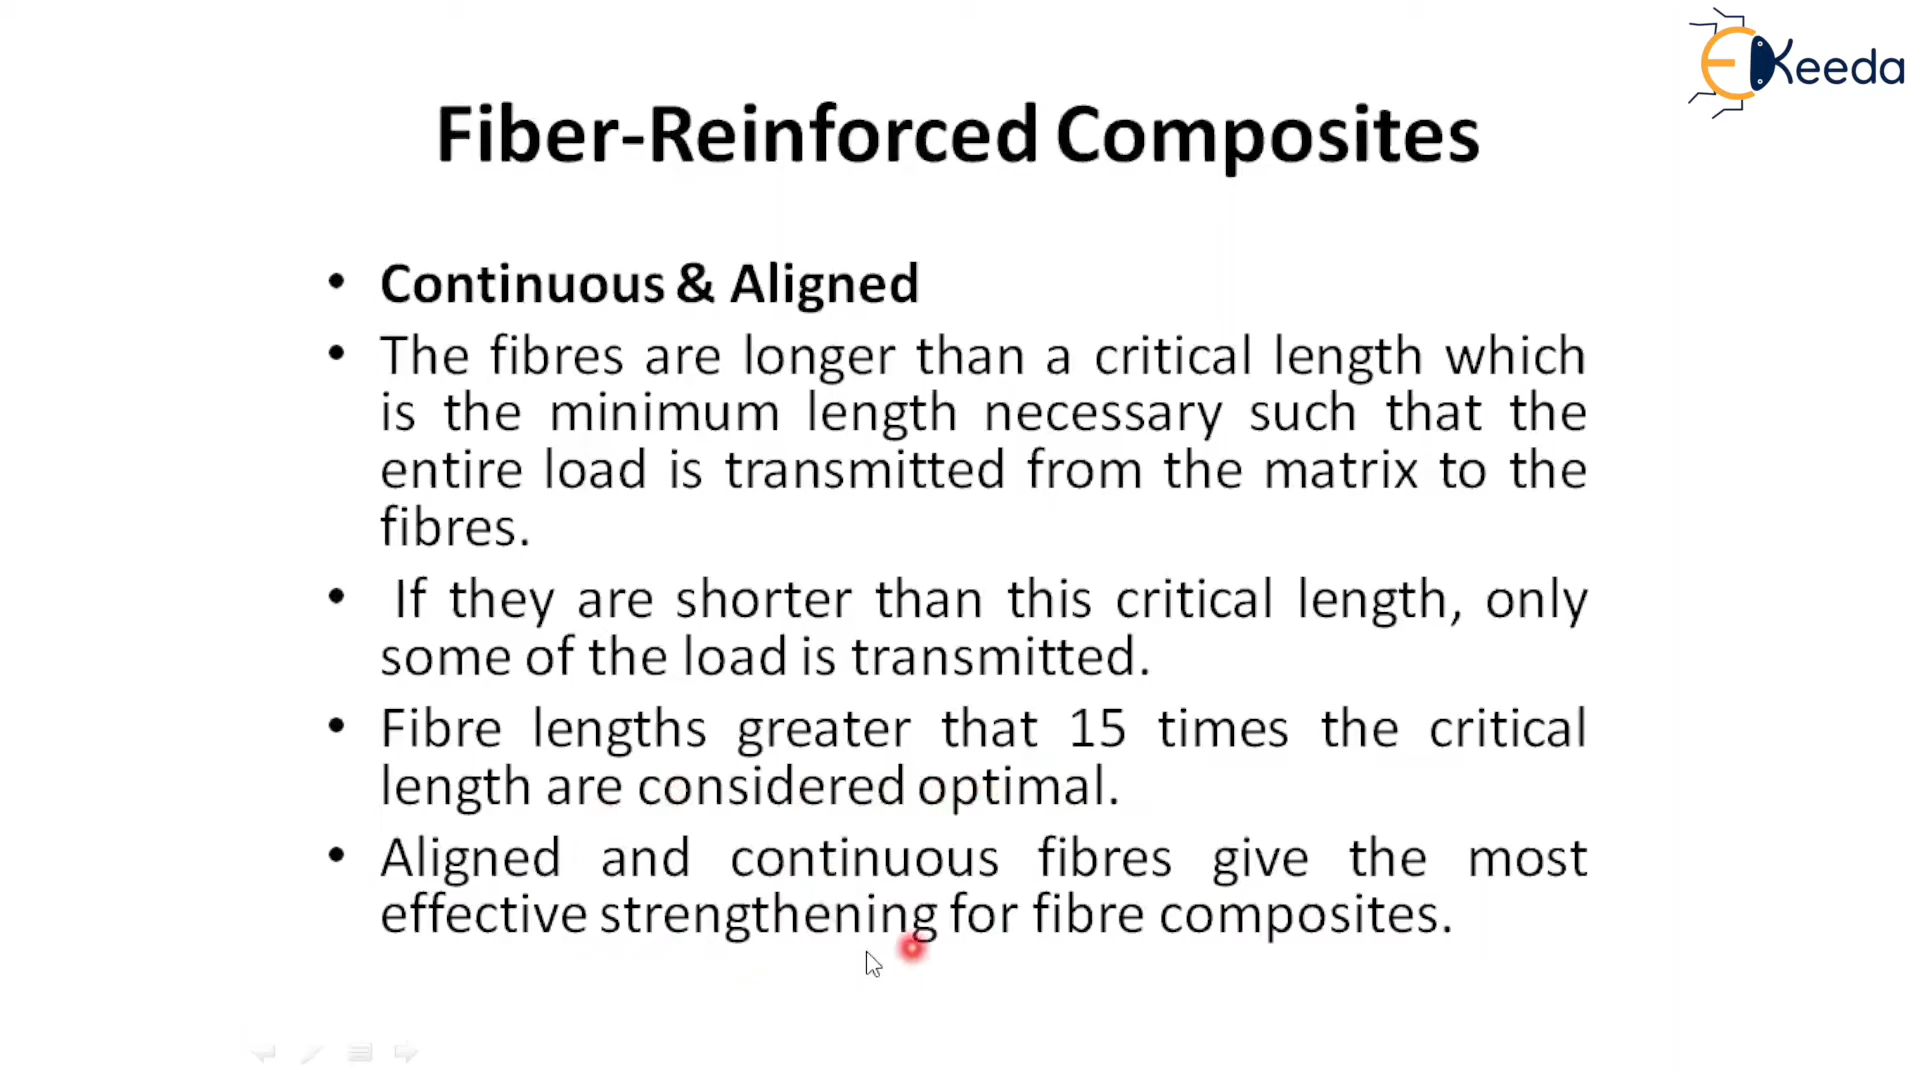 EKeeda
Fiber-Reinforced Composites
• Continuous & Aligned
• The fibres are longer than a critical length which
is the minimum length necessary such that the
entire load is transmitted from the matrix to the
fibres.
• If they are shorter than this critical length, only
some of the load is transmitted.
• Fibre lengths greater that 15 times the critical
length are considered optimal.
• Aligned and continuous fibres give the most
effective strengthening for fibre composites.